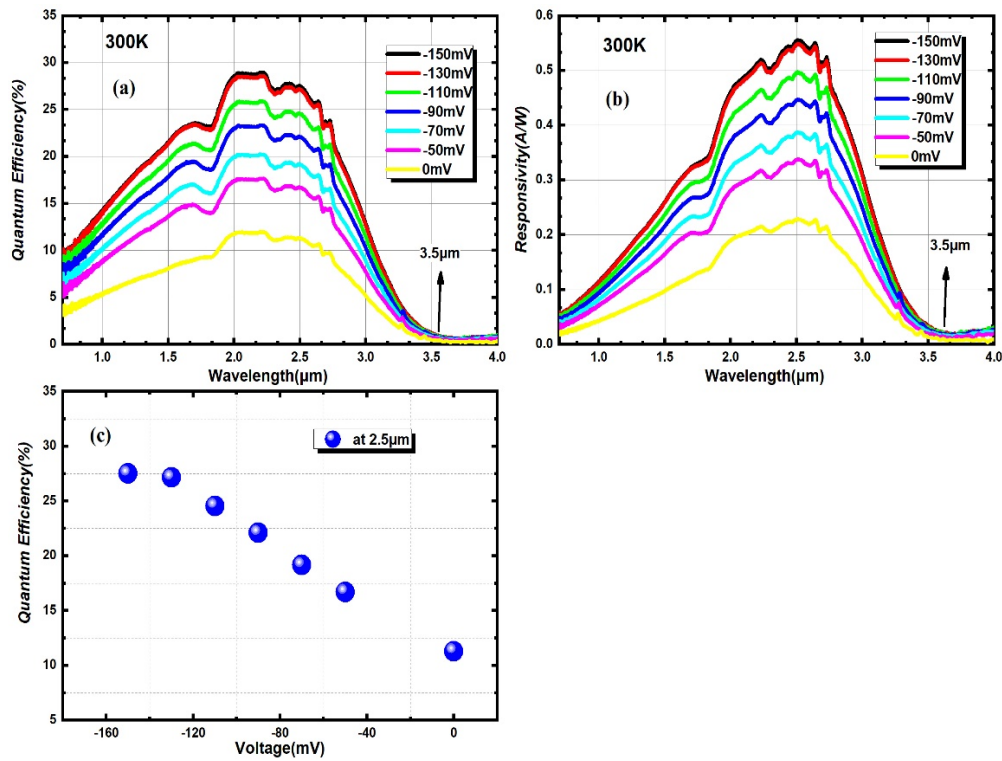 300K
(a)
-150mV
-130mV
-110mV
-90mV
-70mV
-50mV
0mV
3.5μm
35
30
25
20
15
10
5
0
1.0 1.5 2.0 2.5 3.0 3.5 4.0
Quantum Efficiency(%)
Wavelength(μm)
300K
(b)
-150mV
-130mV
-110mV
-90mV
-70mV
-50mV
0mV
3.5μm
0.6
0.5
0.4
0.3
0.2
0.1
0.0
1.0 1.5 2.0 2.5 3.0 3.5 4.0
Responsivity(A/W)
Wavelength(μm)
(c)
at 2.5μm
35
30
25
20
15
10
5
-160 -120 -80 -40 0
Quantum Efficiency(%)
Voltage(mV)